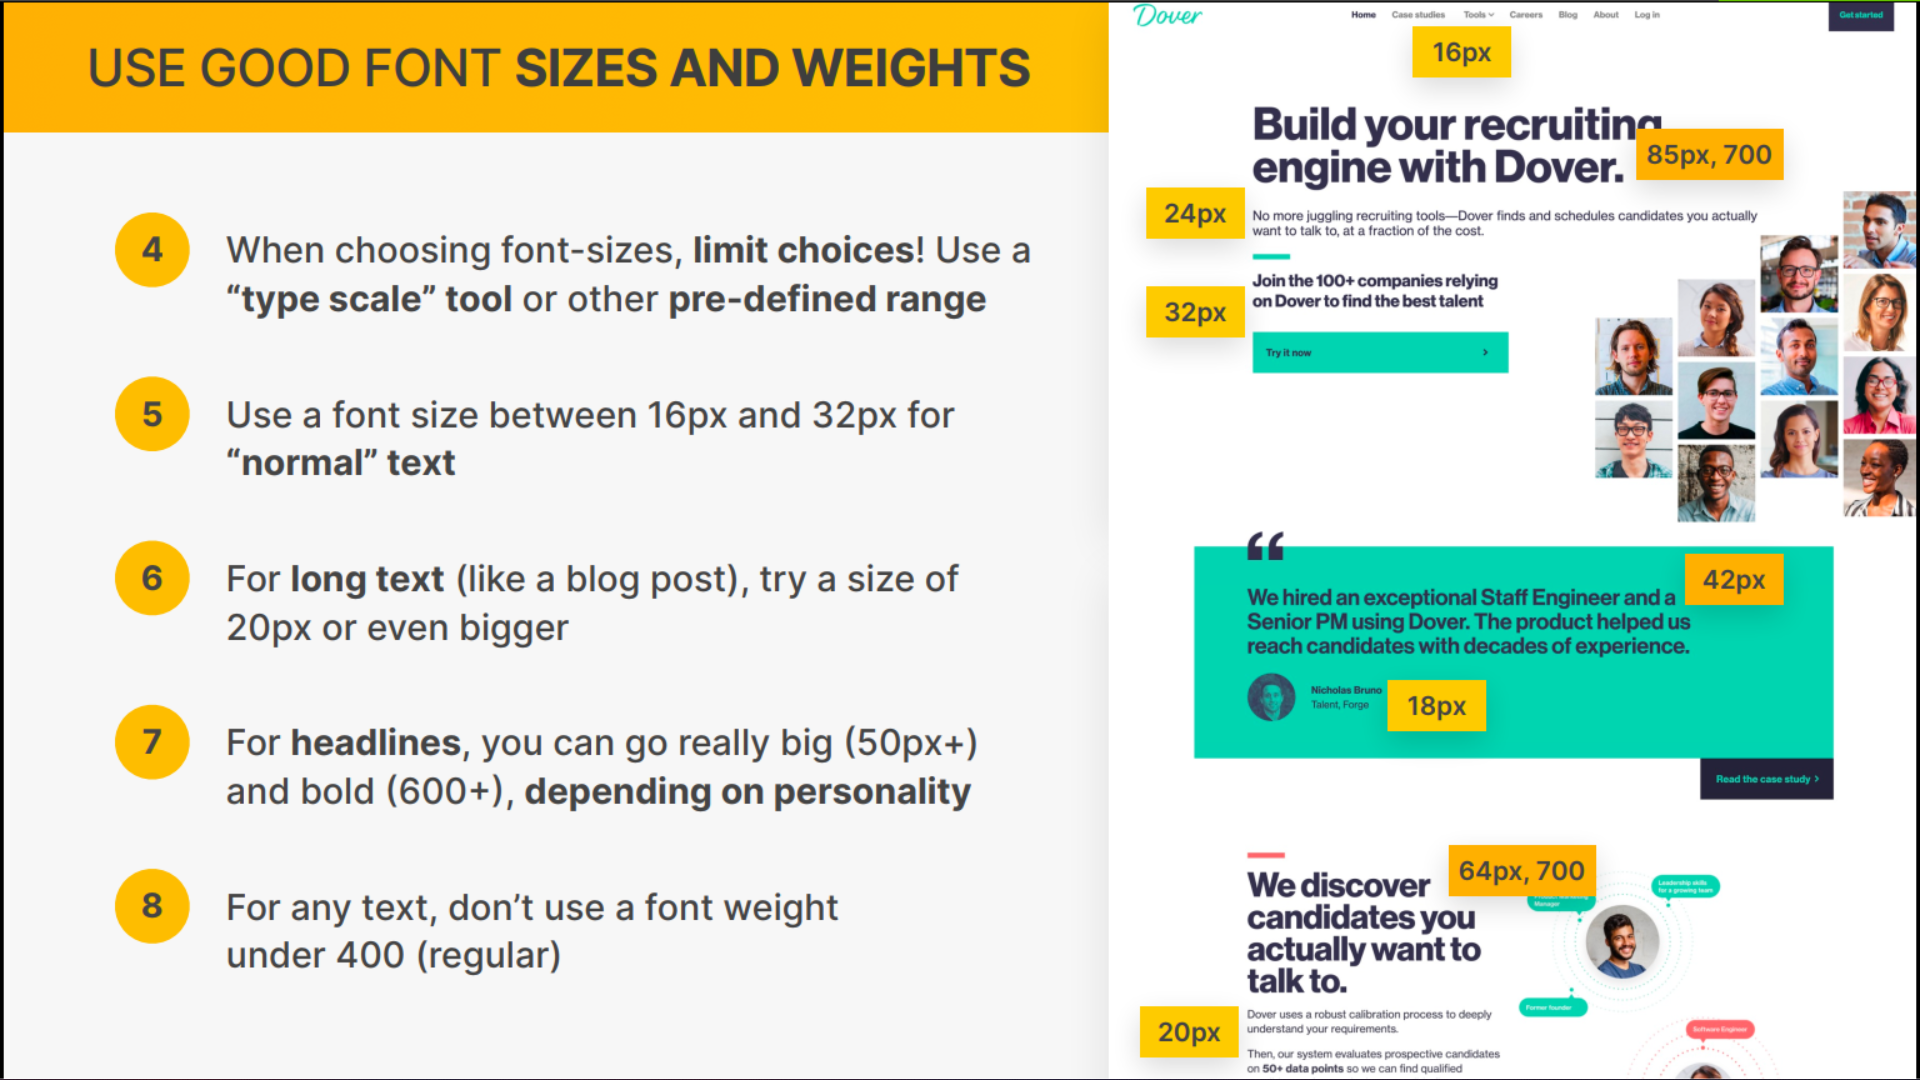 USE GOOD FONT SIZES AND WEIGHTS
4
When choosing font-sizes, limit choices! Use a
“type scale” tool or other pre-defined range
5
Use a font size between 16px and 32px for
“normal” text
6
For long text (like a blog post), try a size of
20px or even bigger
7
For headlines, you can go really big (50px+)
and bold (600+), depending on personality
8
For any text, don’t use a font weight
under 400 (regular)
Dover
Home Case studies Tools Careers Blog About Log in
Get started
16px
Build your recruiting
engine with Dover.
85px, 700
24px
No more juggling recruiting tools—Dover finds and schedules candidates you actually
want to talk to, at a fraction of the cost.
Join the 100+ companies relying
on Dover to find the best talent
32px
Try it now
“
42px
We hired an exceptional Staff Engineer and a
Senior PM using Dover. The product helped us
reach candidates with decades of experience.
Nicholas Bruno
Talent, Forge
18px
Read the case study
We discover
candidates you
actually want to
talk to.
64px, 700
Manager
Leadership skills
for a growing team
Former founder
Software Engineer
20px
Dover uses a robust calibration process to deeply
understand your requirements.
Then, our system evaluates prospective candidates
on 50+ data points so we can find qualified